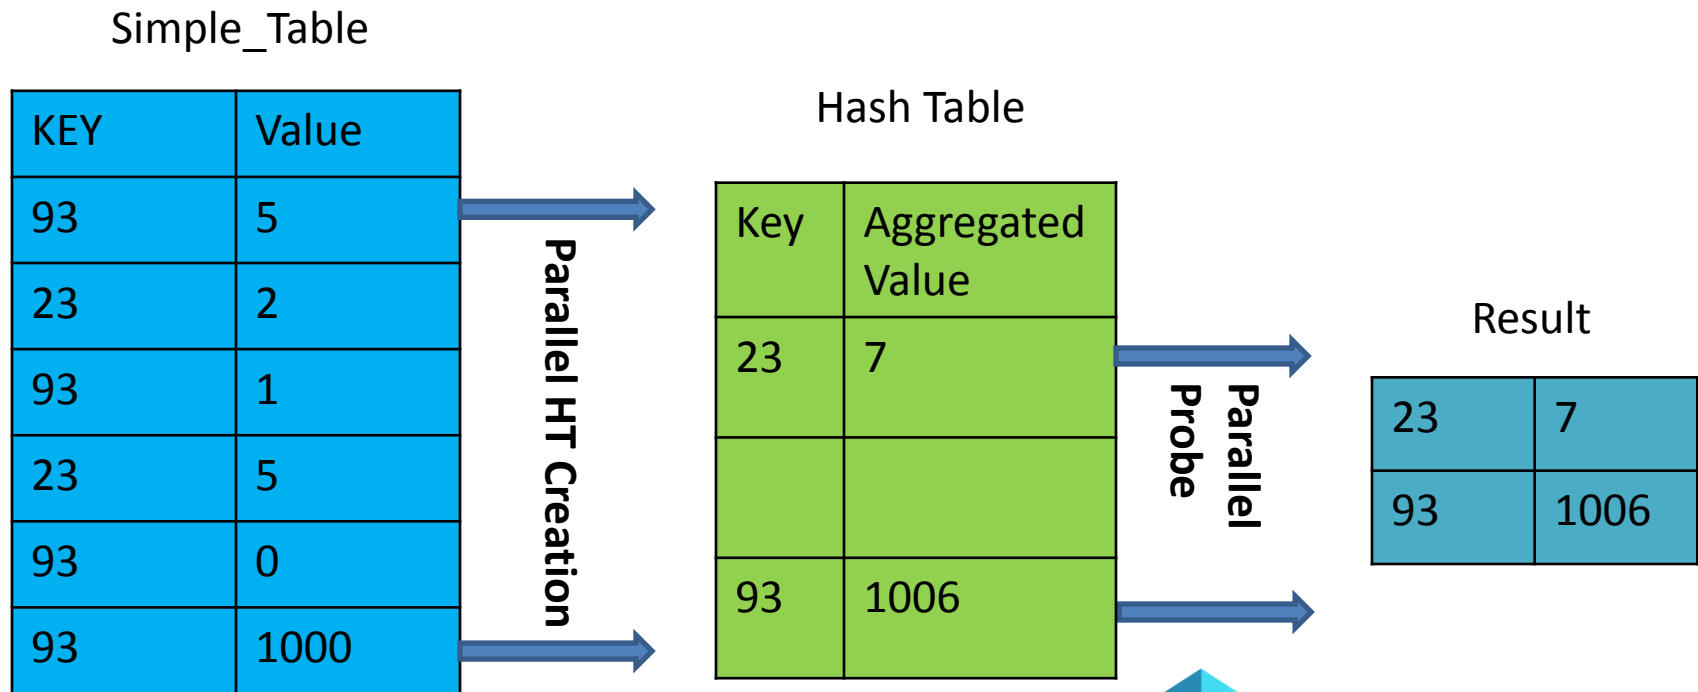 Simple_Table
KEY Value
93 5
23 2
93 1
23 5
93 0
93 1000
Parallel HT Creation
Hash Table
Key Aggregated
Value
23 7
93 1006
Parallel
Probe
Result
23 7
93 1006